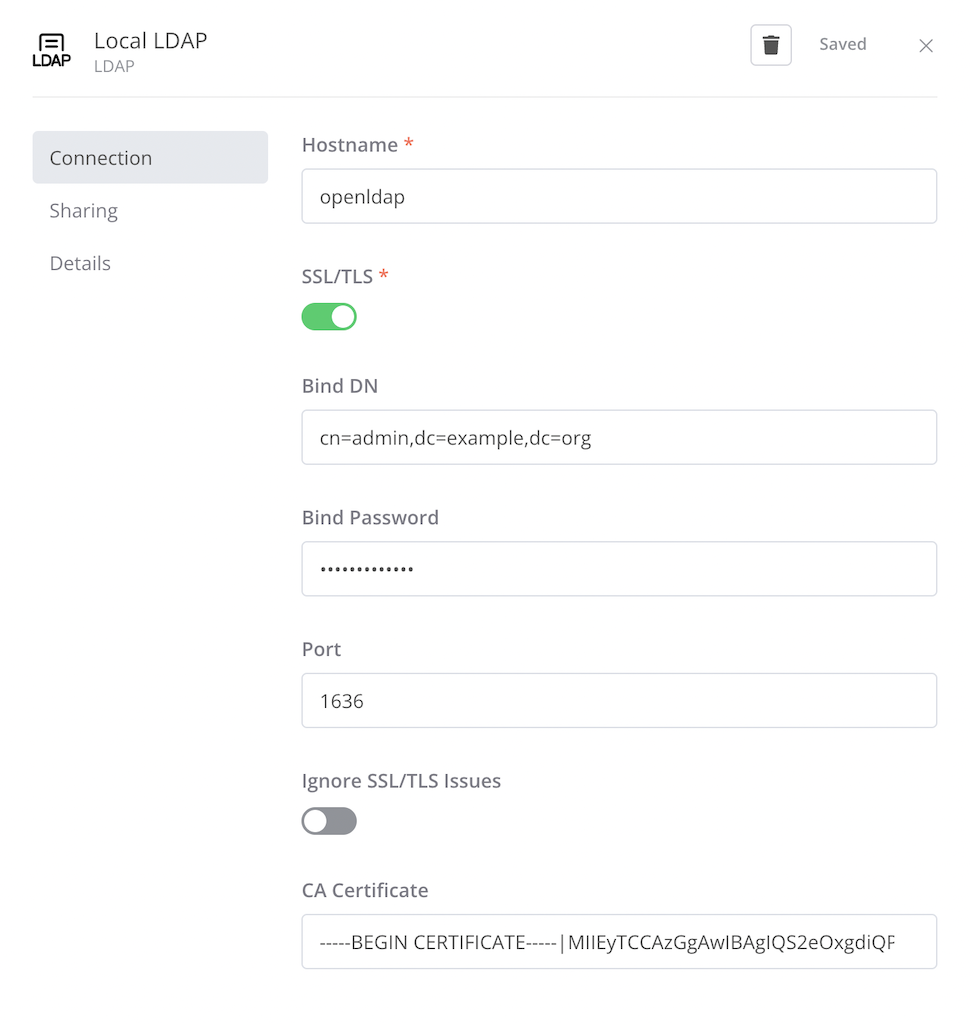 LDAP
Local LDAP
LDAP
Saved
Connection
Sharing
Details
Hostname *
openldap
SSL/TLS *
Bind DN
cn=admin,dc=example,dc=org
Bind Password
•••••••••••••
Port
1636
Ignore SSL/TLS Issues
CA Certificate
-----BEGIN CERTIFICATE-----|MIIEyTCCAzGgAwIBAgIQS2eOxgdiQF